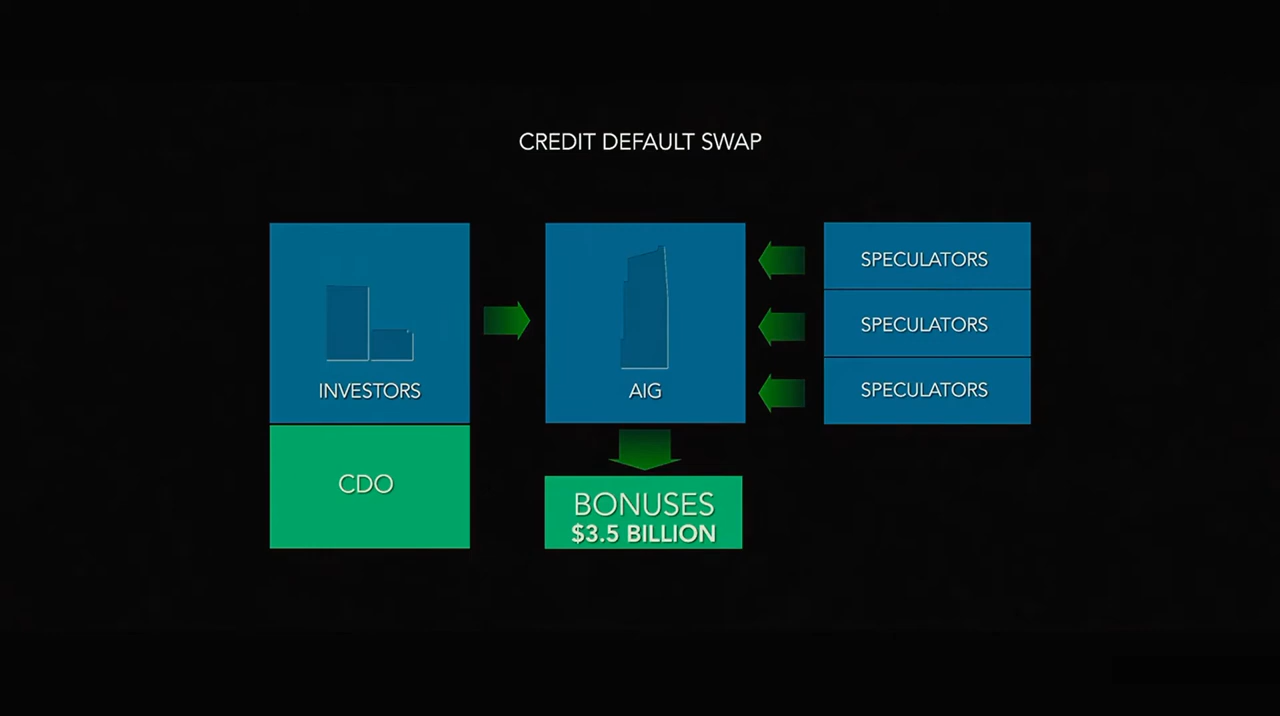 CREDIT DEFAULT SWAP
INVESTORS
CDO
AIG
BONUSES
$3.5 BILLION
SPECULATORS
SPECULATORS
SPECULATORS